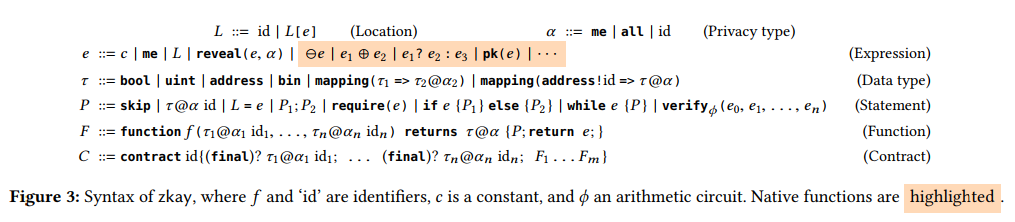 L ::= id | L[e] (Location) α ::= me | all | id (Privacy type)
e ::= c | me | L | reveal(e, α) | ⊖e | e₁ ⊕ e₂ | e₁? e₂ : e₃ | pk(e) | ··· (Expression)
τ ::= bool | uint | address | bin | mapping(τ₁ => τ₂@α₂) | mapping(address!id => τ@α) (Data type)
P ::= skip | τ@α id | L = e | P₁; P₂ | require(e) | if e {P₁} else {P₂} | while e {P} | verify_ϕ(e₀, e₁, . . . , eₙ) (Statement)
F ::= function f(τ₁@α₁ id₁, . . . , τₙ@αₙ idₙ) returns τ@α {P; return e;} (Function)
C ::= contract id{(final)? τ₁@α₁ id₁; . . . (final)? τₙ@αₙ idₙ; F₁ . . . Fₘ} (Contract)
Figure 3: Syntax of zkay, where f and ‘id’ are identifiers, c is a constant, and ϕ an arithmetic circuit. Native functions are highlighted .